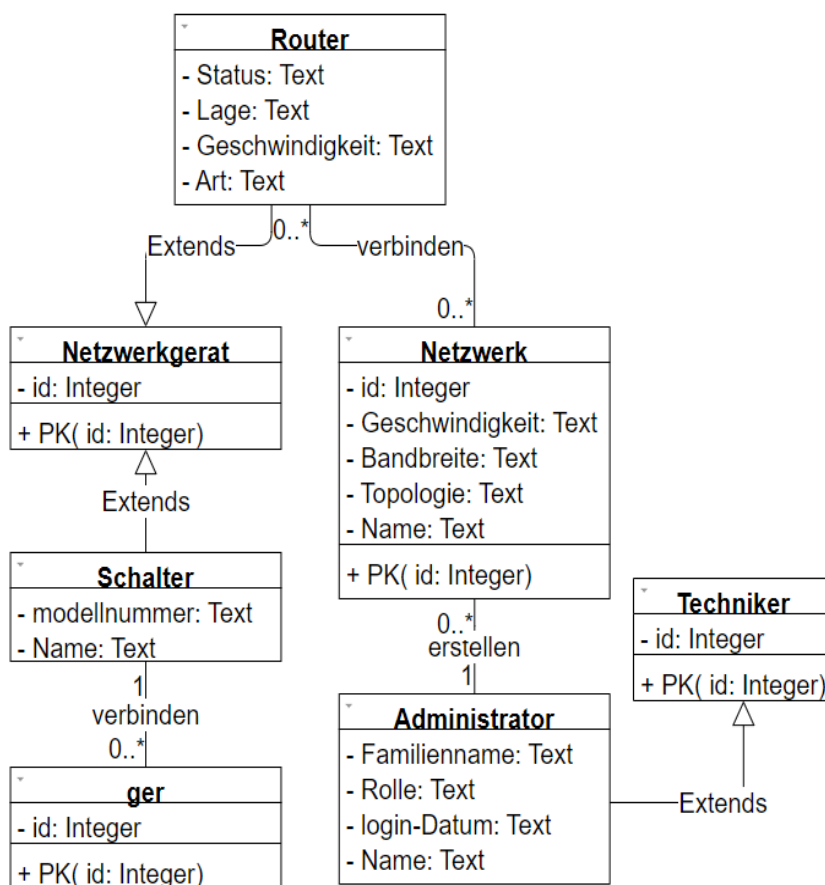 Router
- Status: Text
- Lage: Text
- Geschwindigkeit: Text
- Art: Text
0..*
Extends
verbinden
0..*
Netzwerkgerat
- id: Integer
+ PK( id: Integer)
Netzwerk
- id: Integer
- Geschwindigkeit: Text
- Bandbreite: Text
- Topologie: Text
- Name: Text
+ PK( id: Integer)
Extends
Schalter
- modellnummer: Text
- Name: Text
1
verbinden
0..*
ger
- id: Integer
+ PK( id: Integer)
0..*
erstellen
1
Administrator
- Familienname: Text
- Rolle: Text
- login-Datum: Text
- Name: Text
Techniker
- id: Integer
+ PK( id: Integer)
Extends